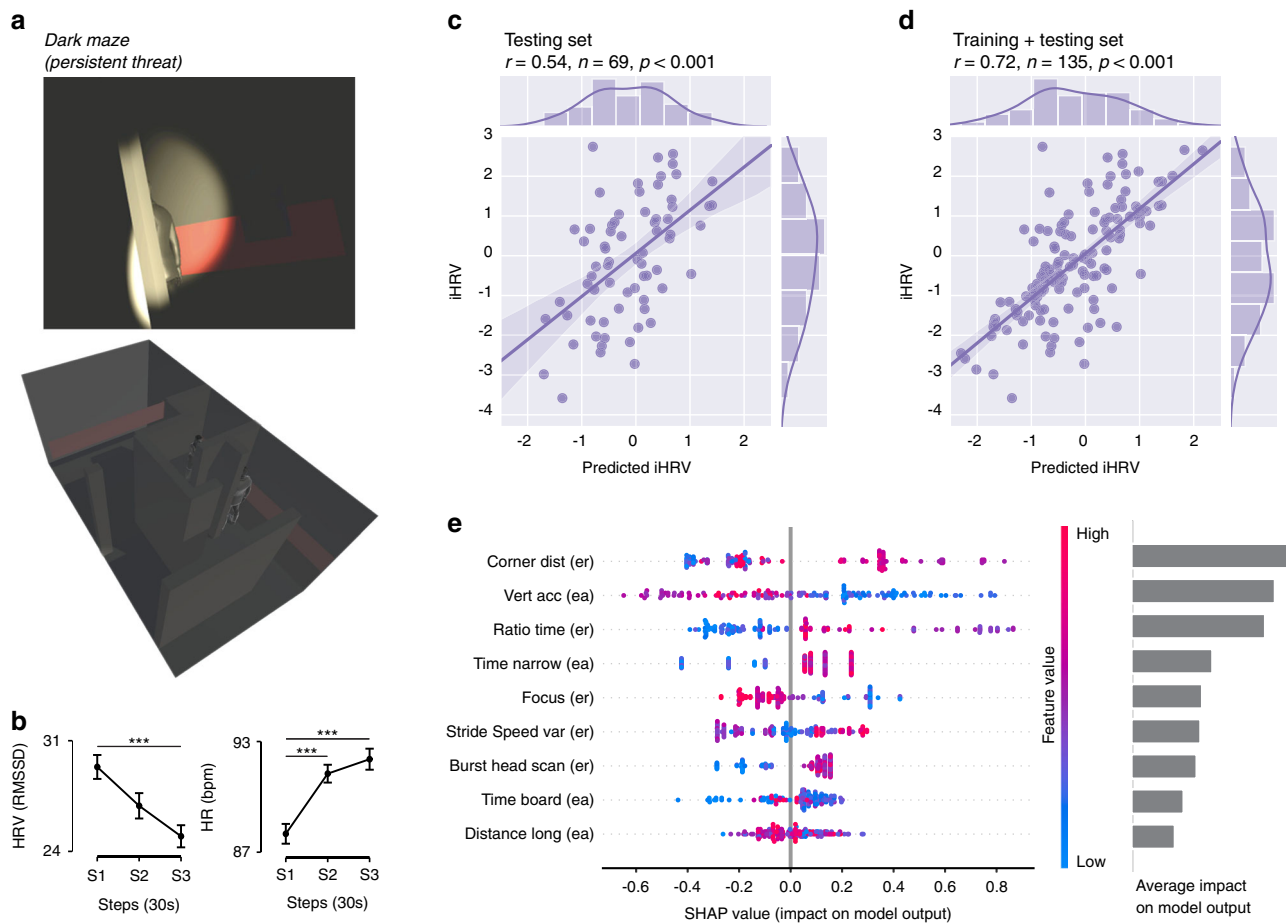 a
Dark maze
(persistent threat)
b
31
HRV (RMSSD)
24
***
S1 S2 S3
Steps (30s)
93
HR (bpm)
87
***
***
S1 S2 S3
Steps (30s)
c
Testing set
r = 0.54, n = 69, p < 0.001
3
2
1
0
-1
-2
-3
-4
iHRV
-2 -1 0 1 2
Predicted iHRV
d
Training + testing set
r = 0.72, n = 135, p < 0.001
3
2
1
0
-1
-2
-3
-4
iHRV
-2 -1 0 1 2
Predicted iHRV
e
Corner dist (er)
Vert acc (ea)
Ratio time (er)
Time narrow (ea)
Focus (er)
Stride Speed var (er)
Burst head scan (er)
Time board (ea)
Distance long (ea)
-0.6 -0.4 -0.2 0.0 0.2 0.4 0.6 0.8
SHAP value (impact on model output)
High
Feature value
Low
Average impact
on model output